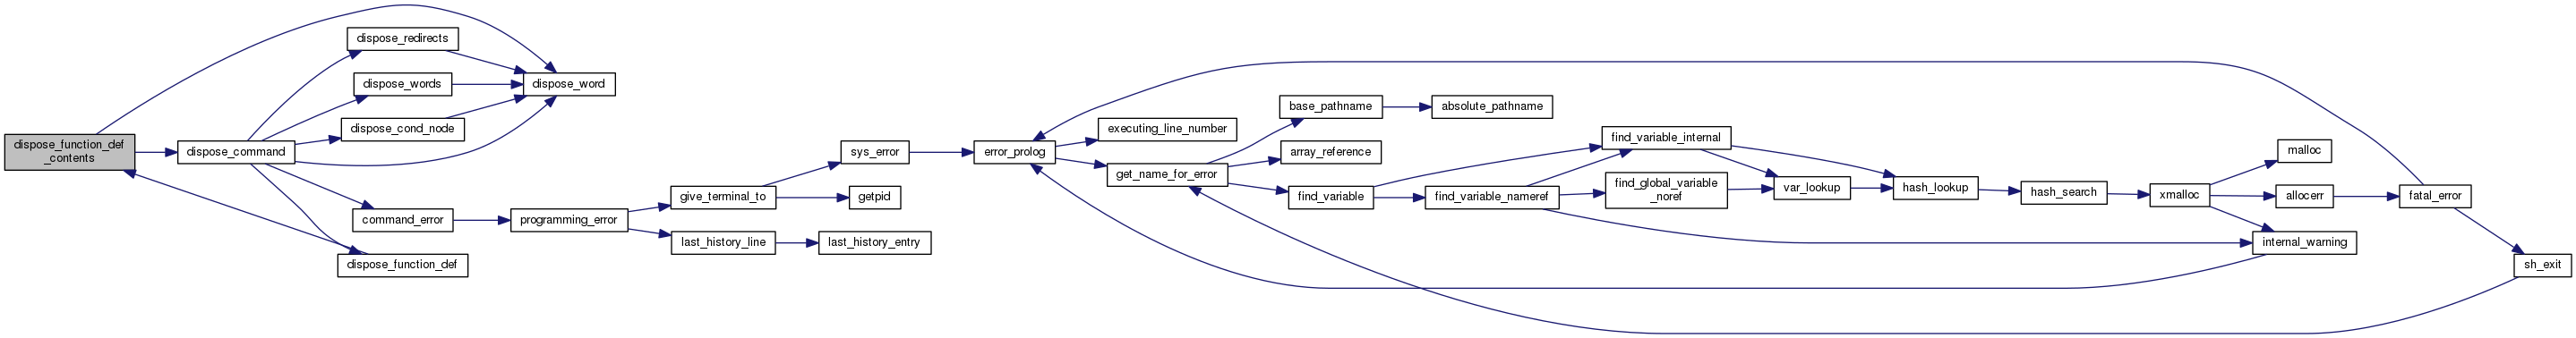 dispose_function_def
_contents
dispose_command
dispose_redirects
dispose_words
dispose_cond_node
command_error
dispose_function_def
dispose_word
programming_error
give_terminal_to
last_history_line
sys_error
getpid
last_history_entry
error_prolog
executing_line_number
get_name_for_error
base_pathname
array_reference
find_variable
absolute_pathname
find_variable_nameref
find_variable_internal
find_global_variable
_noref
var_lookup
hash_lookup
hash_search
xmalloc
malloc
allocerr
internal_warning
fatal_error
sh_exit